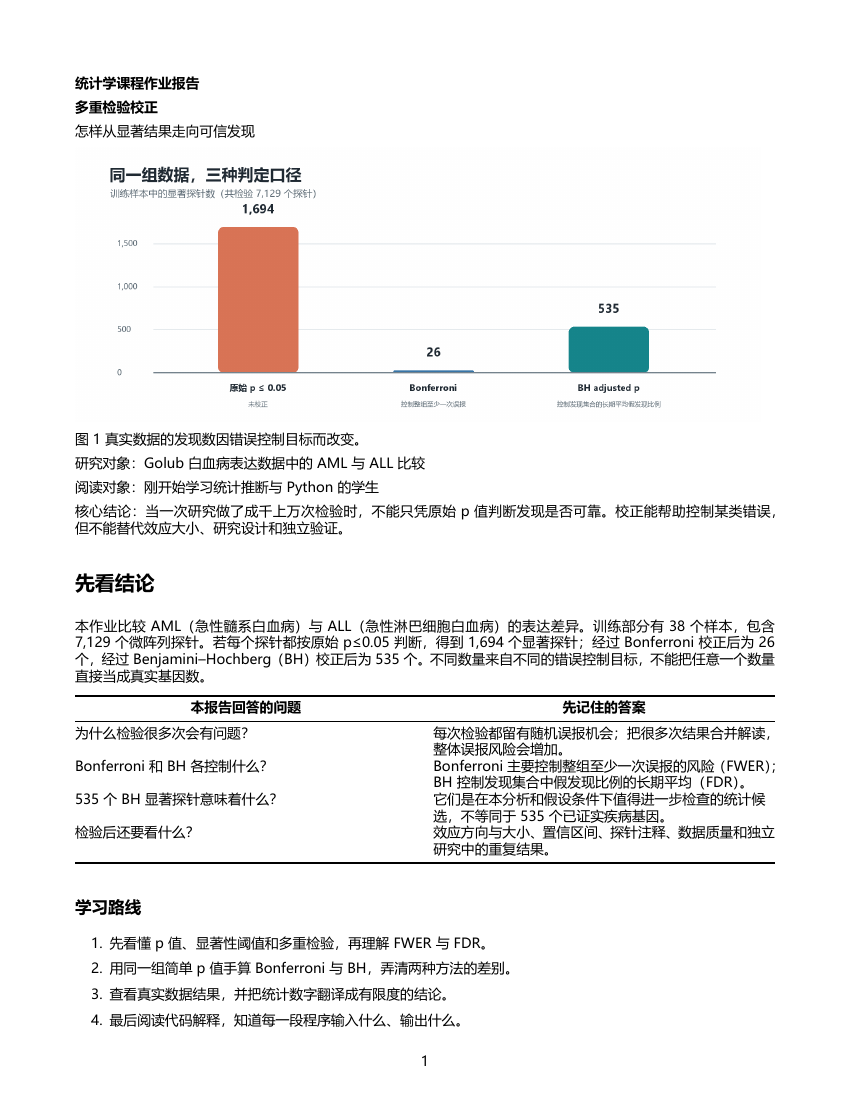 统计学课程作业报告
多重检验校正
怎样从显著结果走向可信发现
同一组数据，三种判定口径
训练样本中的显著探针数（共检验 7,129 个探针）
1,694
1,500
1,000
535
500
26
0
原始 p ≤ 0.05
Bonferroni
BH adjusted p
未校正
控制整组至少一次误报
控制发现集合的长期平均假发现比例
图 1 真实数据的发现数因错误控制目标而改变。
研究对象：Golub 白血病表达数据中的 AML 与 ALL 比较
阅读对象：刚开始学习统计推断与 Python 的学生
核心结论：当一次研究做了成千上万次检验时，不能只凭原始 p 值判断发现是否可靠。校正能帮助控制某类错误，
但不能替代效应大小、研究设计和独立验证。
先看结论
本作业比较 AML（急性髓系白血病）与 ALL（急性淋巴细胞白血病）的表达差异。训练部分有 38 个样本，包含
7,129 个微阵列探针。若每个探针都按原始 p≤0.05 判断，得到 1,694 个显著探针；经过 Bonferroni 校正后为 26
个，经过 Benjamini–Hochberg（BH）校正后为 535 个。不同数量来自不同的错误控制目标，不能把任意一个数量
直接当成真实基因数。
本报告回答的问题
先记住的答案
为什么检验很多次会有问题？
每次检验都留有随机误报机会；把很多次结果合并解读，
整体误报风险会增加。
Bonferroni 和 BH 各控制什么？
Bonferroni 主要控制整组至少一次误报的风险（FWER）；
BH 控制发现集合中假发现比例的长期平均（FDR）。
535 个 BH 显著探针意味着什么？
它们是在本分析和假设条件下值得进一步检查的统计候
选，不等同于 535 个已证实疾病基因。
检验后还要看什么？
效应方向与大小、置信区间、探针注释、数据质量和独立
研究中的重复结果。
学习路线
1. 先看懂 p 值、显著性阈值和多重检验，再理解 FWER 与 FDR。
2. 用同一组简单 p 值手算 Bonferroni 与 BH，弄清两种方法的差别。
3. 查看真实数据结果，并把统计数字翻译成有限度的结论。
4. 最后阅读代码解释，知道每一段程序输入什么、输出什么。
1